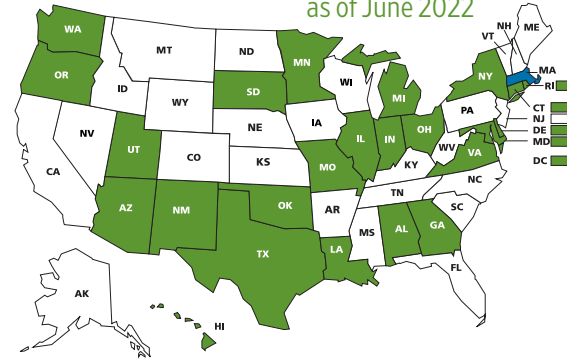 as of June 2022
WA
MT
ND
MN
VT
NH
ME
OR
ID
WY
SD
WI
MI
NY
MA
RI
CT
NJ
DE
MD
DC
NV
UT
CO
NE
IA
IL
IN
OH
PA
WV
VA
CA
AZ
NM
KS
MO
KY
NC
OK
AR
TN
SC
TX
LA
MS
AL
GA
FL
AK
HI